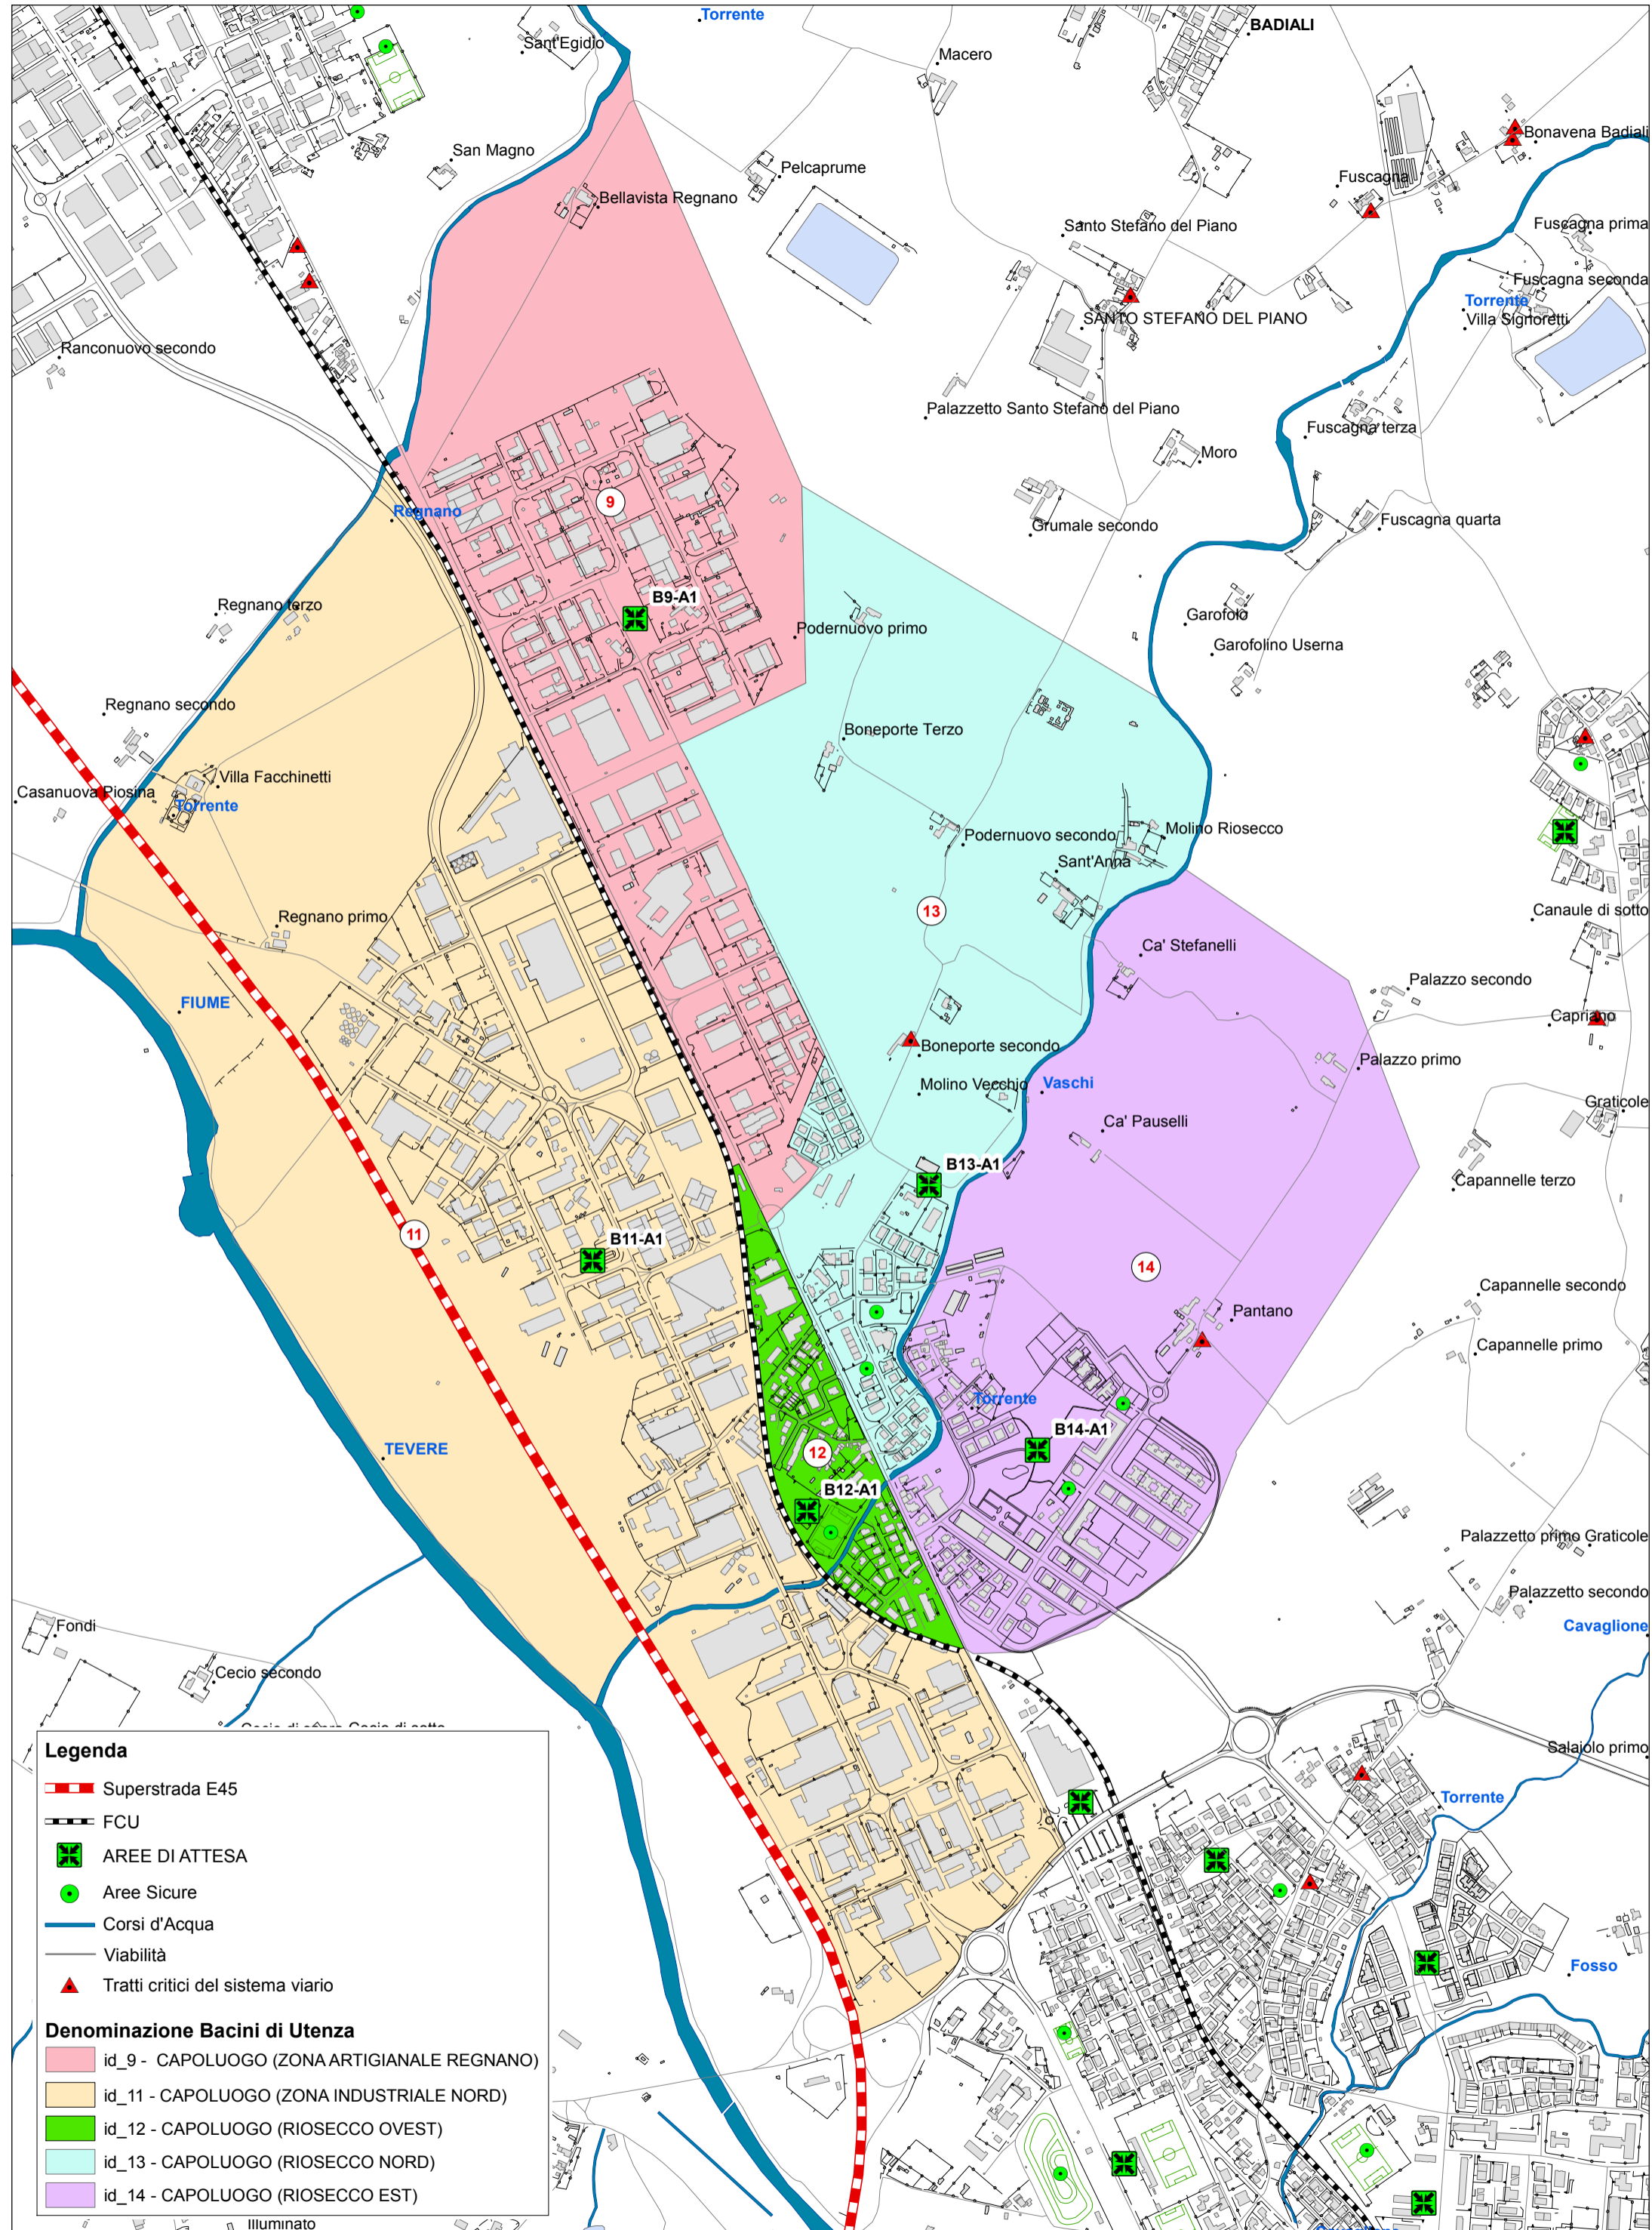 Torrente
BADIALI
Sant'Egidio
Macero
Bonavena Badiali
San Magno
Pelcaprume
Fuscagna
Bellavista Regnano
Santo Stefano del Piano
Fuscagna prima
Fuscagna seconda
Torrente
Villa Signoretti
SANTO STEFANO DEL PIANO
Ranconuovo secondo
Palazzetto Santo Stefano del Piano
Fuscagna terza
Moro
9
Regnano
Grumale secondo
Fuscagna quarta
B9-A1
Regnano terzo
Podernuovo primo
Garofolo
Garofolino Userna
Regnano secondo
Boneporte Terzo
Villa Facchinetti
Casanuova Piosina
Torrente
Podernuovo secondo
Molino Riosecco
Sant'Anna
13
Regnano primo
Canaule di sotto
Ca' Stefanelli
Palazzo secondo
FIUME
Capriano
Boneporte secondo
Palazzo primo
Molino Vecchio
Vaschi
Graticole
Ca' Pauselli
B13-A1
Capannelle terzo
11
B11-A1
14
Capannelle secondo
Pantano
Capannelle primo
Torrente
B14-A1
TEVERE
12
B12-A1
Palazzetto primo Graticole
Palazzetto secondo
Fondi
Cavaglione
Cecio secondo
Salaiolo primo
Torrente
Fosso
Legenda
Superstrada E45
FCU
AREE DI ATTESA
Aree Sicure
Corsi d'Acqua
Viabilità
Tratti critici del sistema viario
Denominazione Bacini di Utenza
id_9 - CAPOLUOGO (ZONA ARTIGIANALE REGNANO)
id_11 - CAPOLUOGO (ZONA INDUSTRIALE NORD)
id_12 - CAPOLUOGO (RIOSECCO OVEST)
id_13 - CAPOLUOGO (RIOSECCO NORD)
id_14 - CAPOLUOGO (RIOSECCO EST)
Illuminato